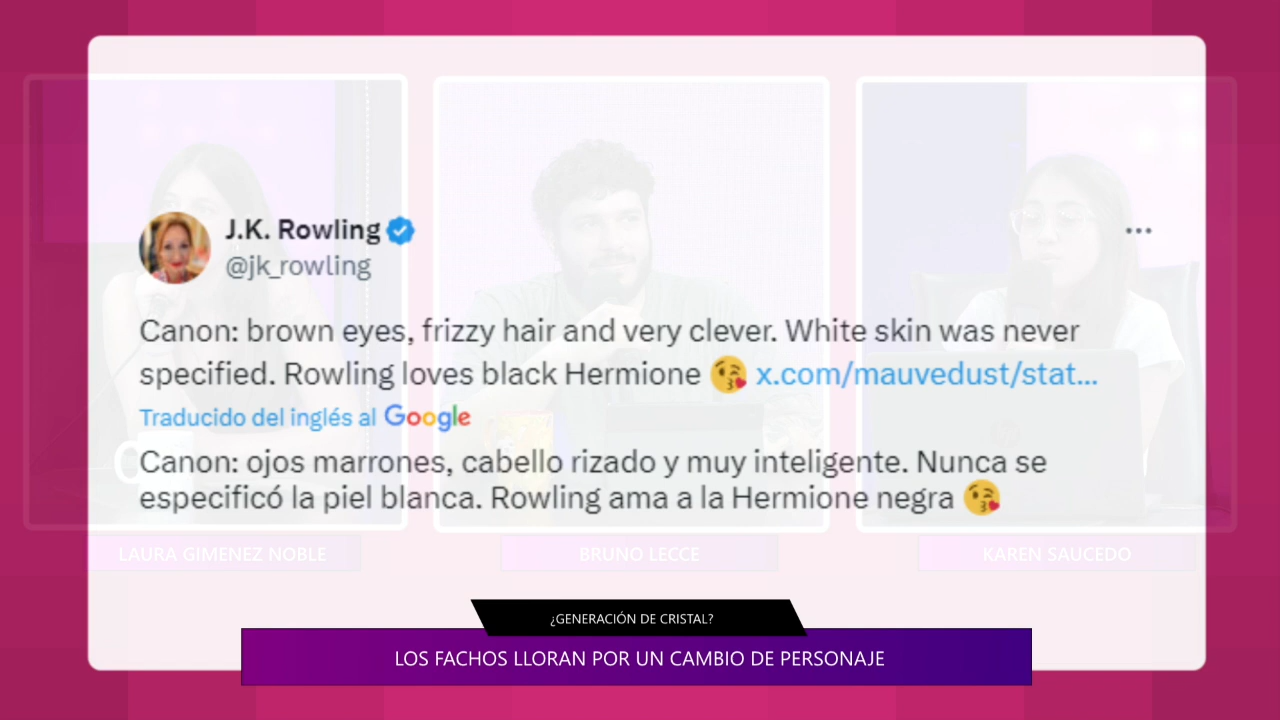 J.K. Rowling
@jk_rowling
Canon: brown eyes, frizzy hair and very clever. White skin was never
specified. Rowling loves black Hermione 😘 x.com/mauvedust/stat...
Traducido del inglés al Google
Canon: ojos marrones, cabello rizado y muy inteligente. Nunca se
especificó la piel blanca. Rowling ama a la Hermione negra 😘
LAURA GIMENEZ NOBLE
BRUNO LECCE
KAREN SAUCEDO
¿GENERACIÓN DE CRISTAL?
LOS FACHOS LLORAN POR UN CAMBIO DE PERSONAJE